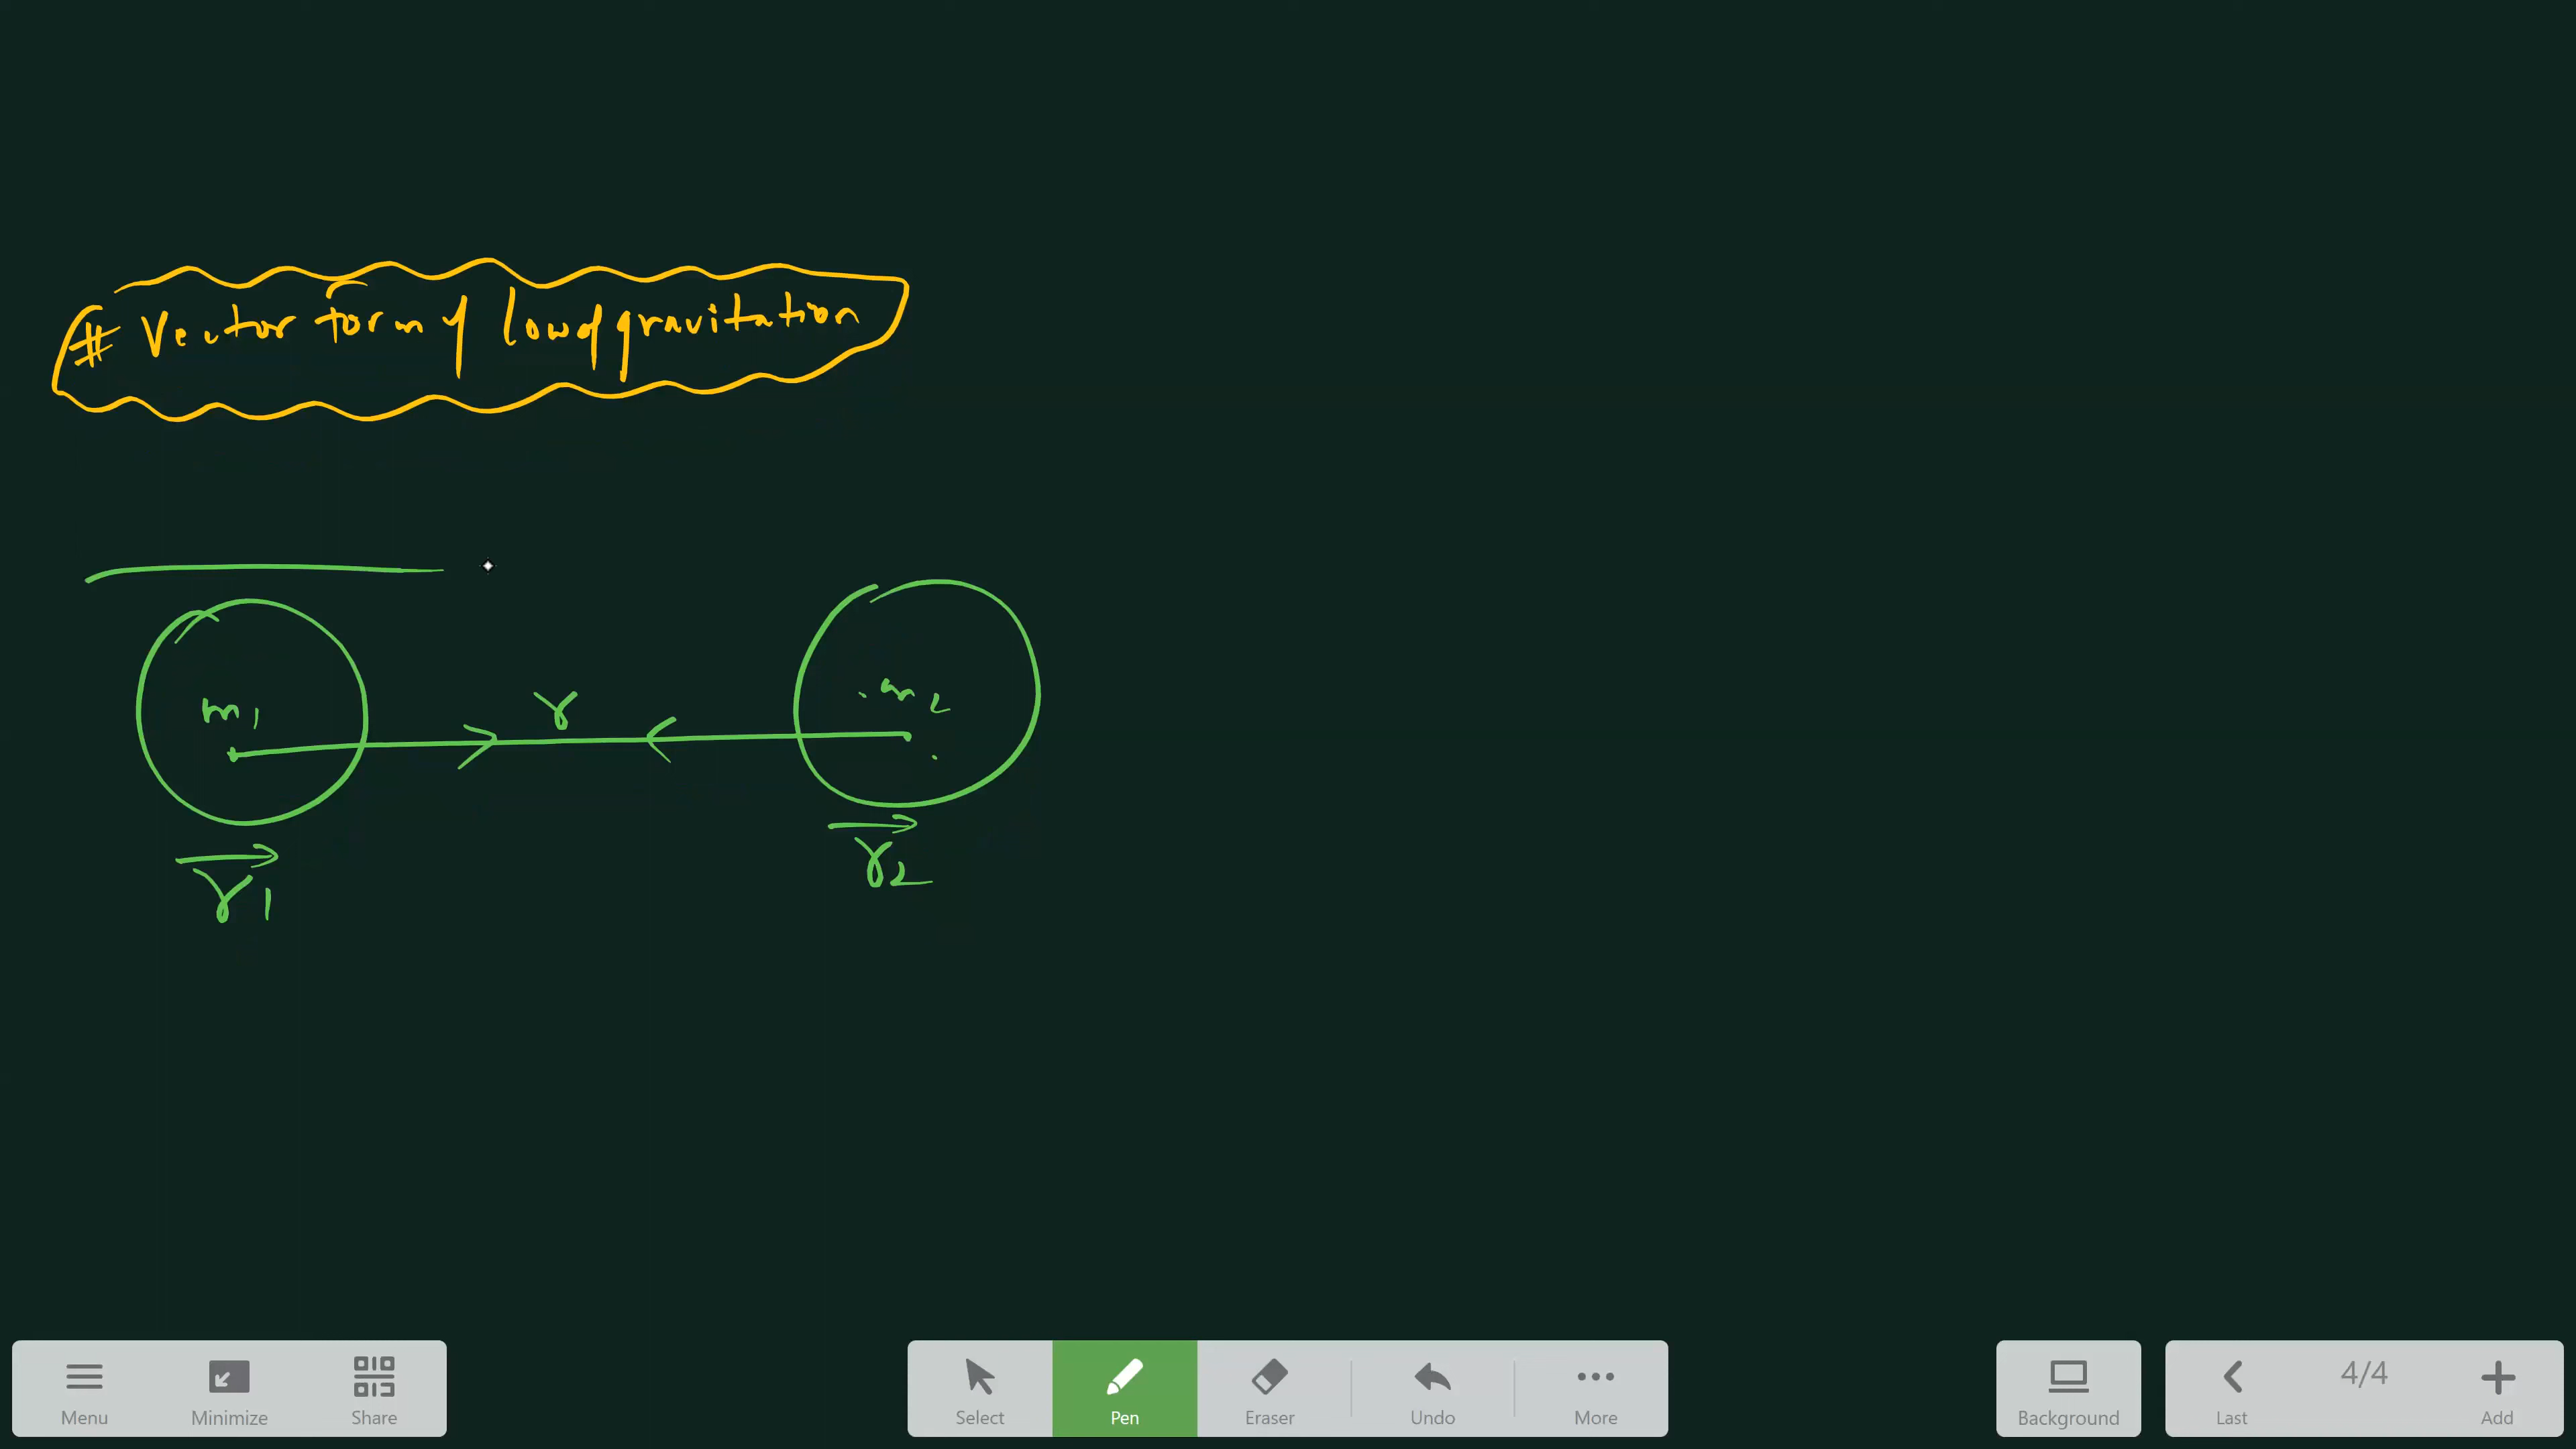 # Vector form of low of gravitation
m1
r
m2
r1
r2
Menu
Minimize
Share
Select
Pen
Eraser
Undo
More
Background
Last
4/4
Add